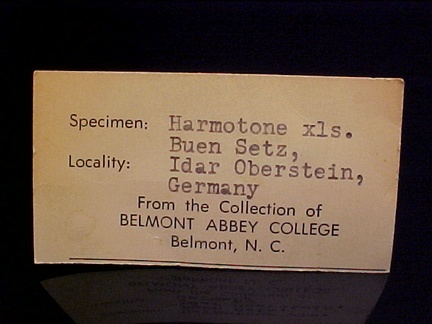 Specimen: Harmotone xls.
Buen Setz,
Locality: Idar Oberstein,
Germany
From the Collection of
BELMONT ABBEY COLLEGE
Belmont, N. C.